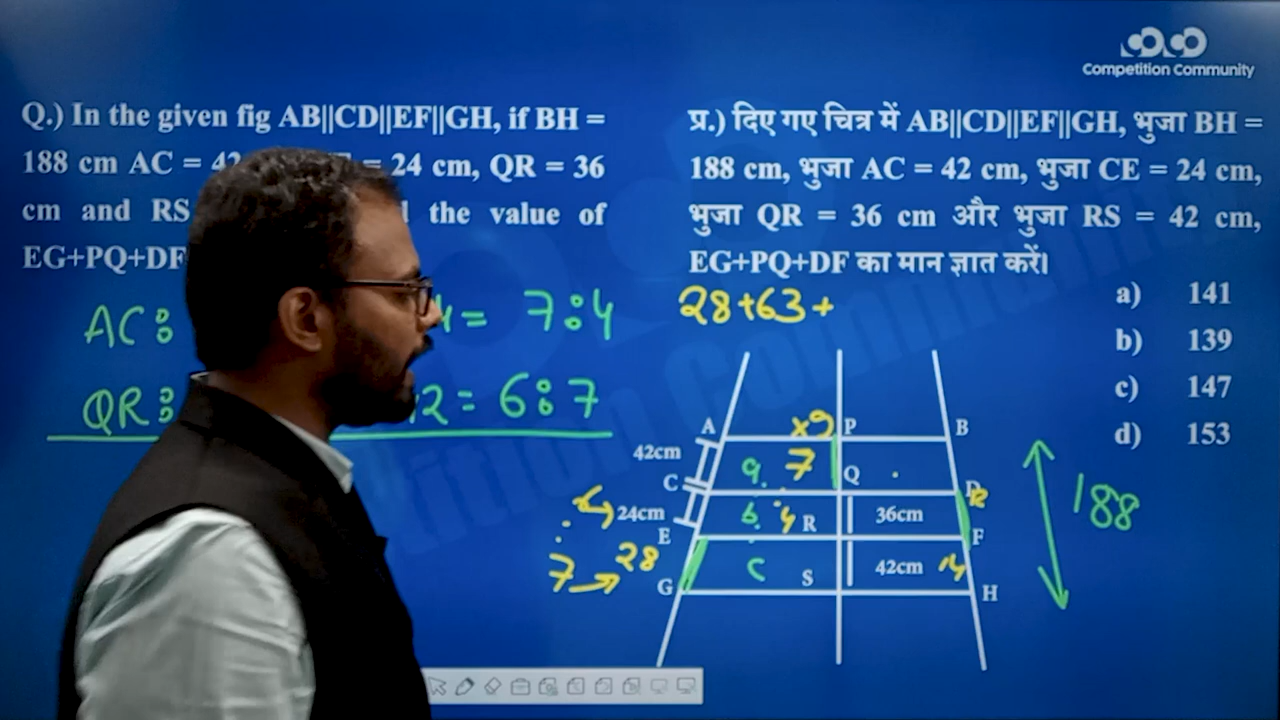 Competition Community
Q.) In the given fig AB||CD||EF||GH, if BH =
188 cm AC = 42 = 24 cm, QR = 36
cm and RS the value of
EG+PQ+DF
प्र.) दिए गए चित्र में AB||CD||EF||GH, भुजा BH =
188 cm, भुजा AC = 42 cm, भुजा CE = 24 cm,
भुजा QR = 36 cm और भुजा RS = 42 cm,
EG+PQ+DF का मान ज्ञात करें।
a) 141
b) 139
c) 147
d) 153
28+63+
AC: 4 = 7:4
QR: 42 = 6:7
A x9 P B
42cm 9 7
C Q D
24cm 6 4 R 36cm
E F
7 → 28 c S 42cm 14
G H
188